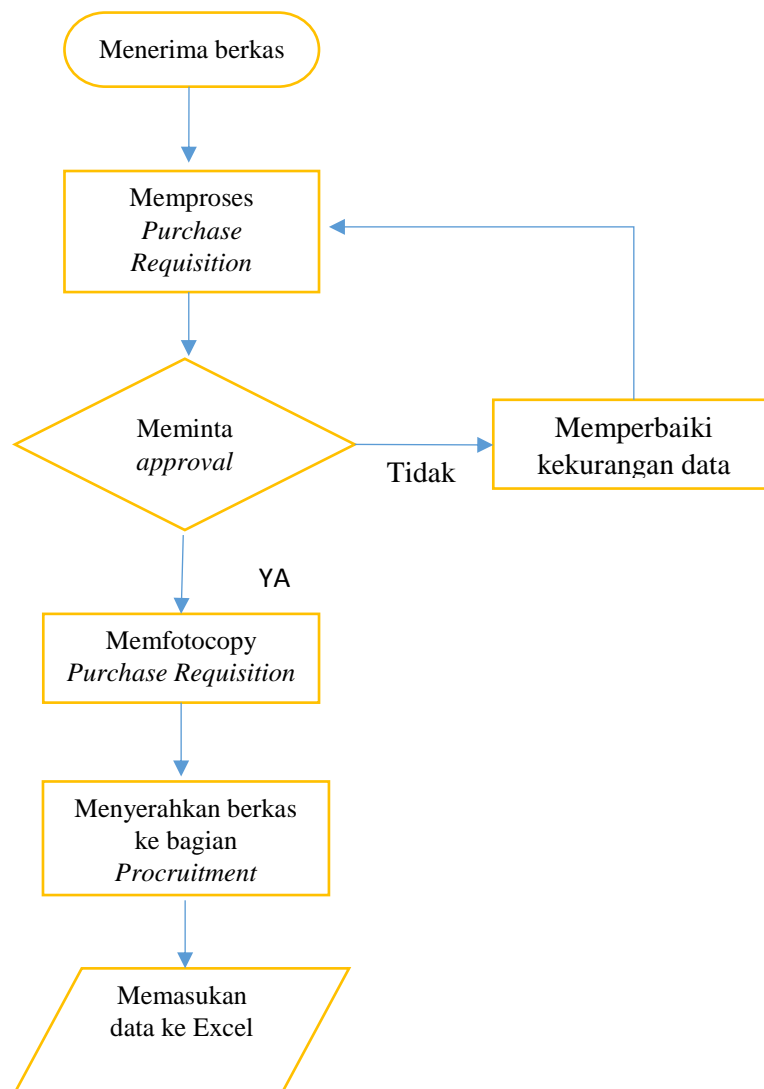 Menerima berkas
Memproses
Purchase
Requisition
Meminta
approval
Tidak
Memperbaiki
kekurangan data
YA
Memfotocopy
Purchase Requisition
Menyerahkan berkas
ke bagian
Procruitment
Memasukan
data ke Excel